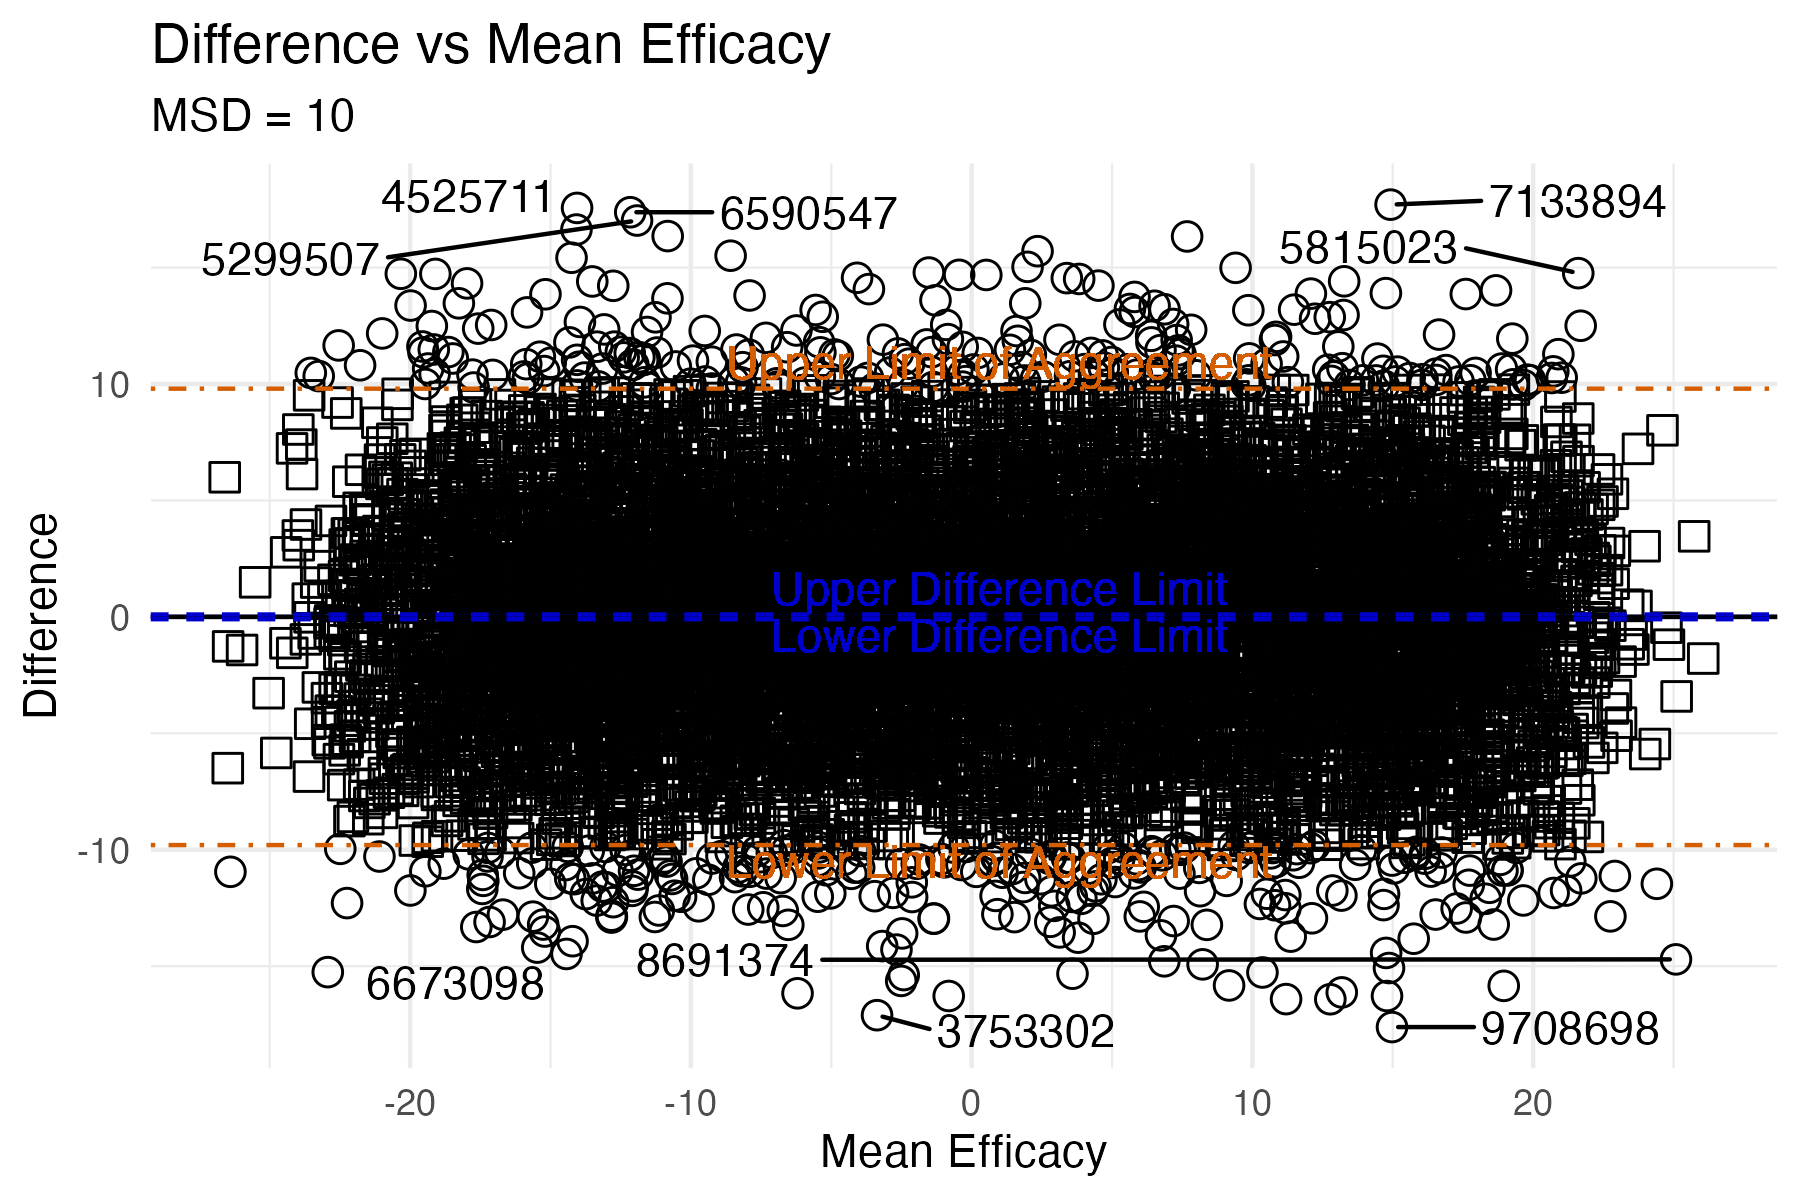 Difference vs Mean Efficacy
MSD = 10
4525711
6590547
7133894
5299507
5815023
Upper Limit of Aggreement
10
Upper Difference Limit
0
Lower Difference Limit
-10
Lower Limit of Aggreement
8691374
6673098
3753302
9708698
Difference
-20
-10
0
10
20
Mean Efficacy